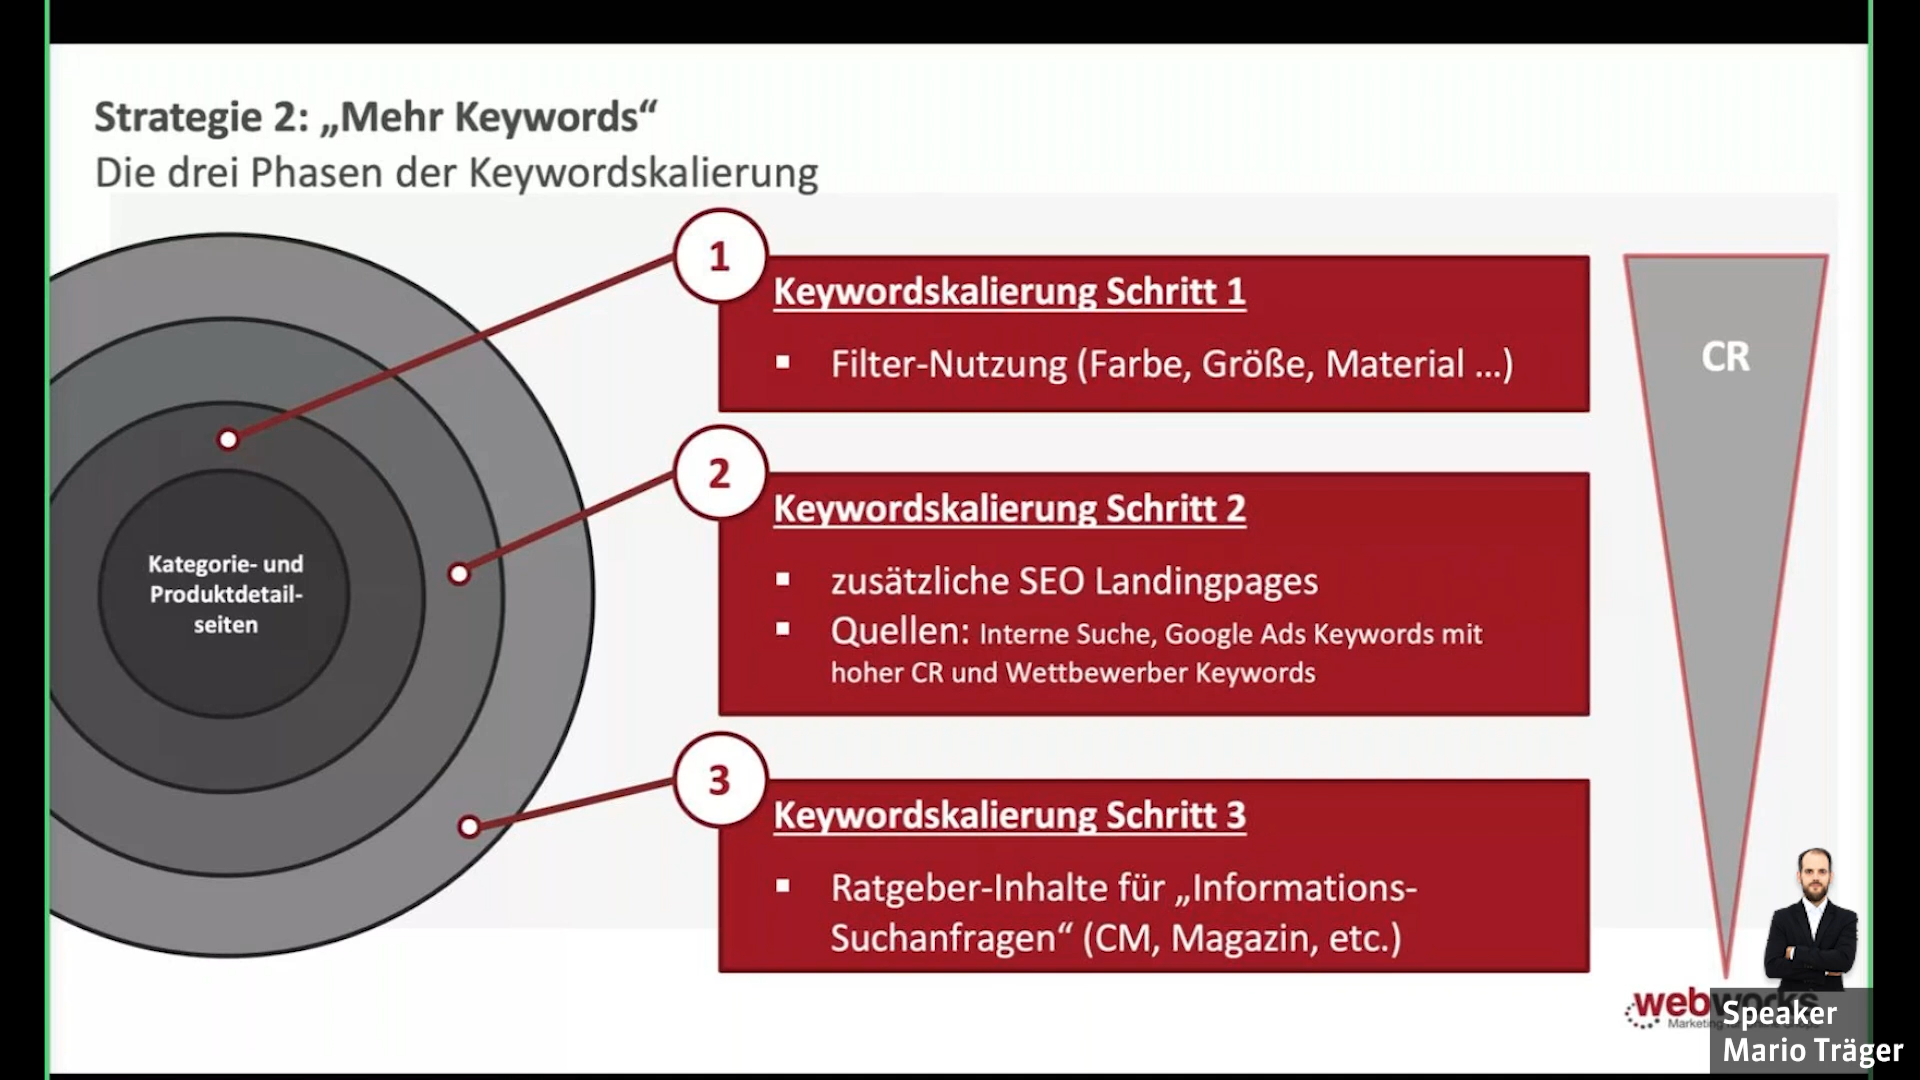 Strategie 2: „Mehr Keywords“
Die drei Phasen der Keywordskalierung
Kategorie- und
Produktdetail-
seiten
1
Keywordskalierung Schritt 1
▪ Filter-Nutzung (Farbe, Größe, Material ...)
2
Keywordskalierung Schritt 2
▪ zusätzliche SEO Landingpages
▪ Quellen: Interne Suche, Google Ads Keywords mit
hoher CR und Wettbewerber Keywords
3
Keywordskalierung Schritt 3
▪ Ratgeber-Inhalte für „Informations-
Suchanfragen“ (CM, Magazin, etc.)
CR
webworks
Marketing
Speaker
Mario Träger